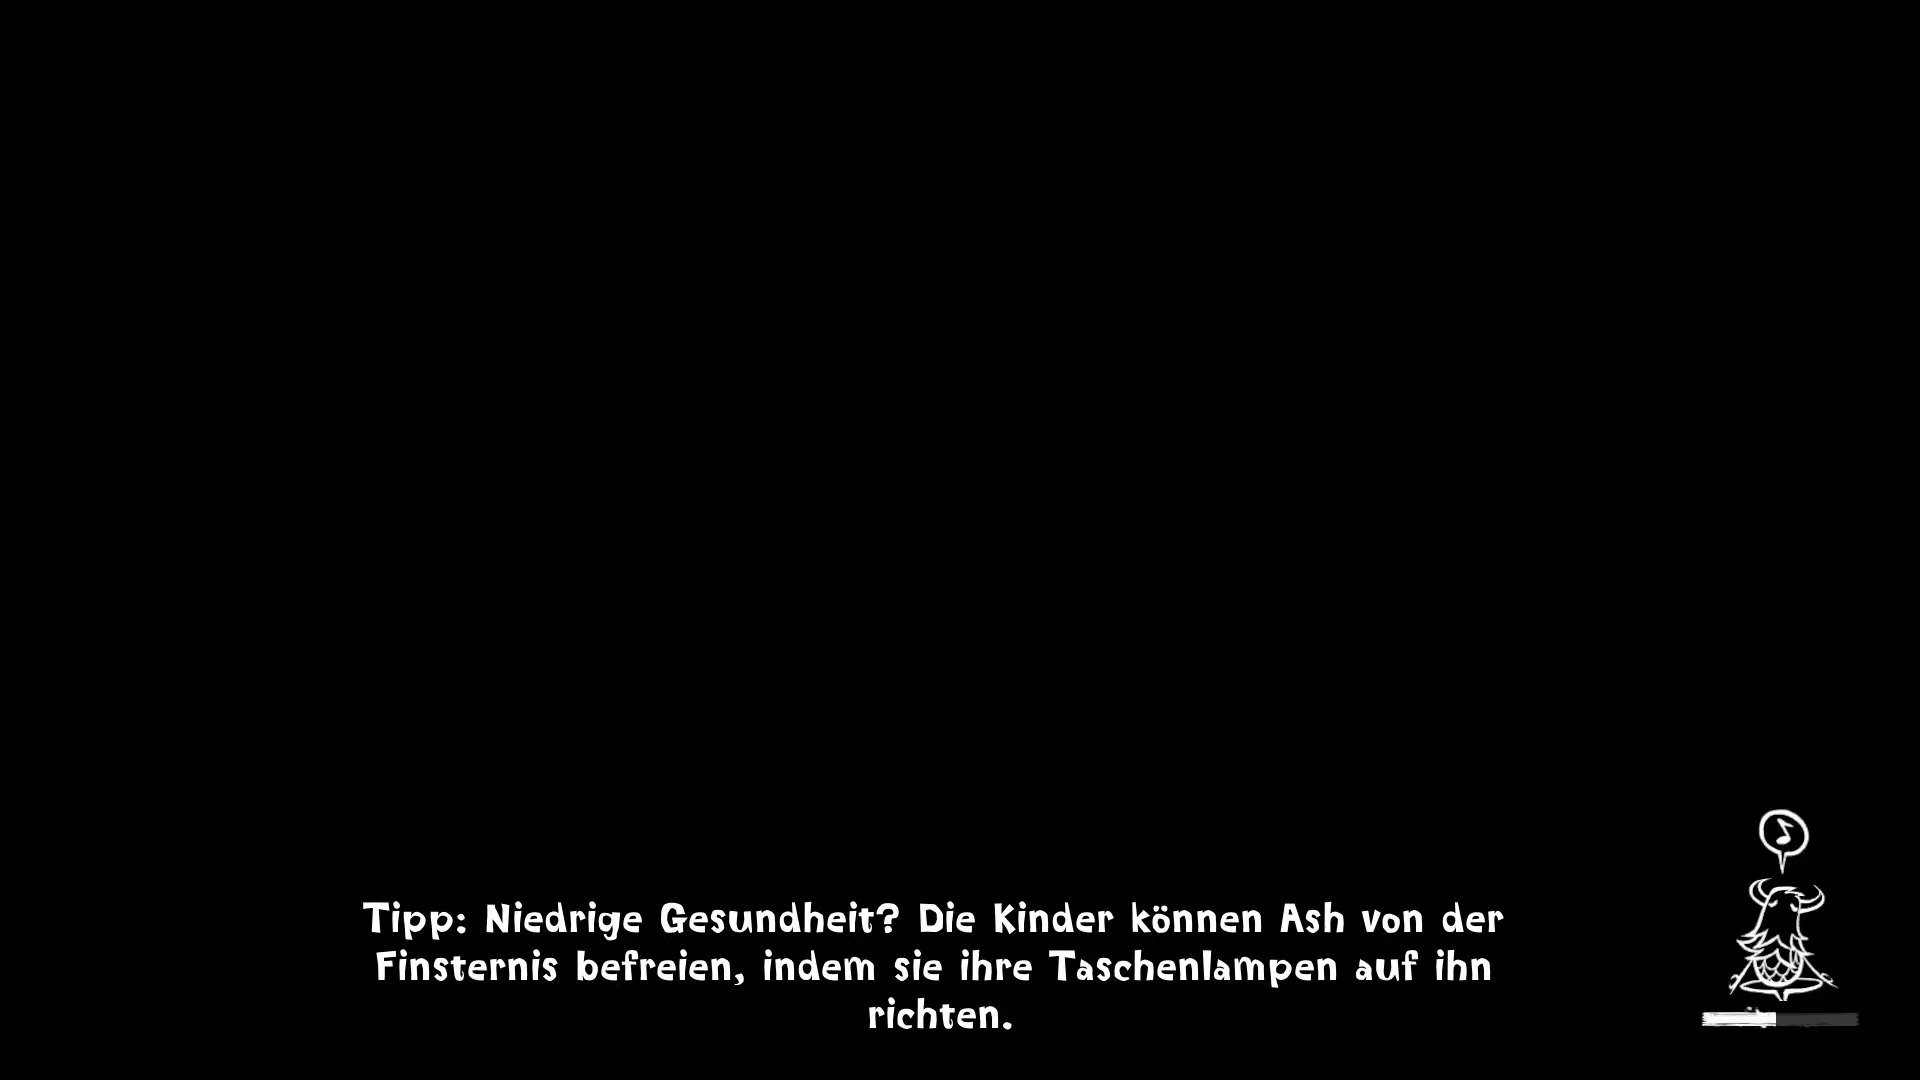 Tipp: Niedrige Gesundheit? Die Kinder können Ash von der
Finsternis befreien, indem sie ihre Taschenlampen auf ihn
richten.